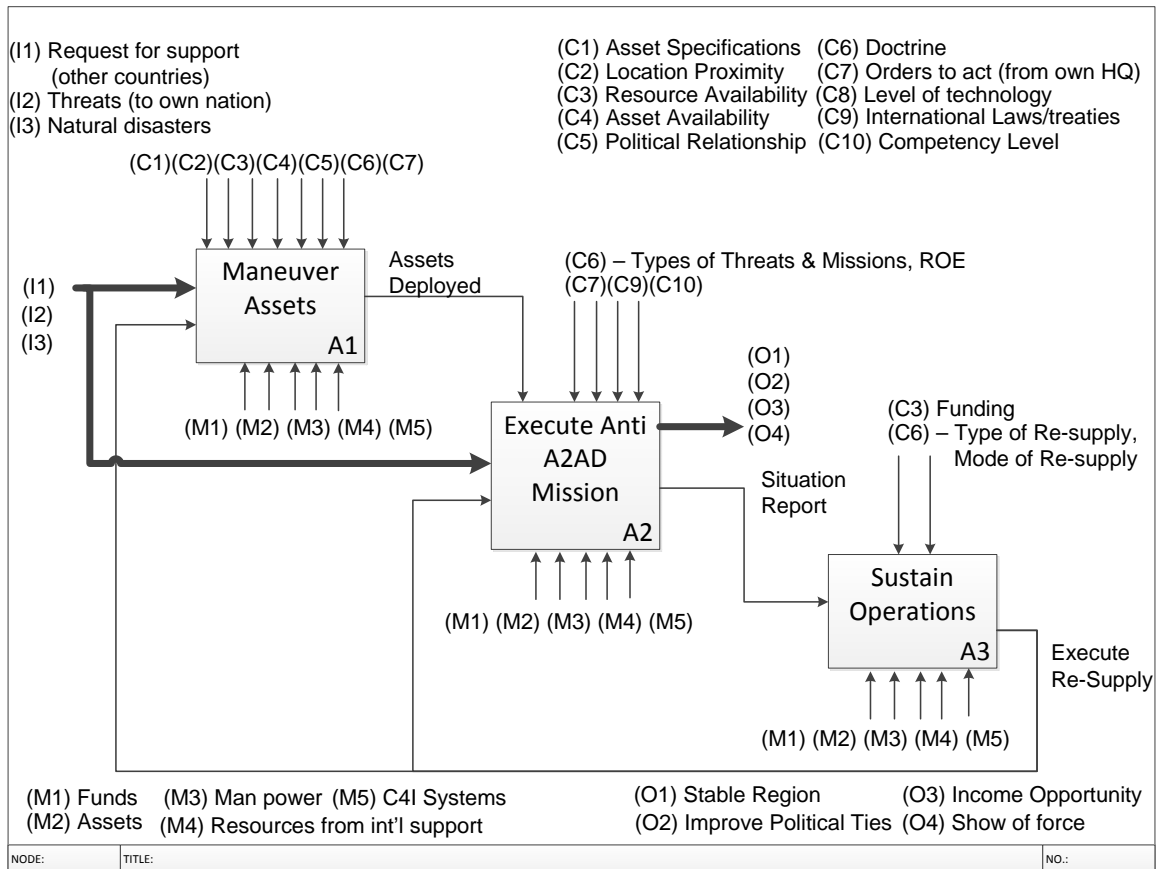 (I1) Request for support
(other countries)
(I2) Threats (to own nation)
(I3) Natural disasters
(C1) Asset Specifications
(C2) Location Proximity
(C3) Resource Availability
(C4) Asset Availability
(C5) Political Relationship
(C6) Doctrine
(C7) Orders to act (from own HQ)
(C8) Level of technology
(C9) International Laws/treaties
(C10) Competency Level
(C1)(C2)(C3)(C4)(C5)(C6)(C7)
Maneuver
Assets
A1
Assets
Deployed
(I1)
(I2)
(I3)
(M1) (M2) (M3) (M4) (M5)
(C6) – Types of Threats & Missions, ROE
(C7)(C9)(C10)
Execute Anti
A2AD
Mission
A2
(O1)
(O2)
(O3)
(O4)
(M1) (M2) (M3) (M4) (M5)
Situation
Report
(C3) Funding
(C6) – Type of Re-supply,
Mode of Re-supply
Sustain
Operations
A3
Execute
Re-Supply
(M1) (M2) (M3) (M4) (M5)
(M1) Funds
(M2) Assets
(M3) Man power
(M4) Resources from int'l support
(M5) C4I Systems
(O1) Stable Region
(O2) Improve Political Ties
(O3) Income Opportunity
(O4) Show of force
NODE:
TITLE:
NO.: